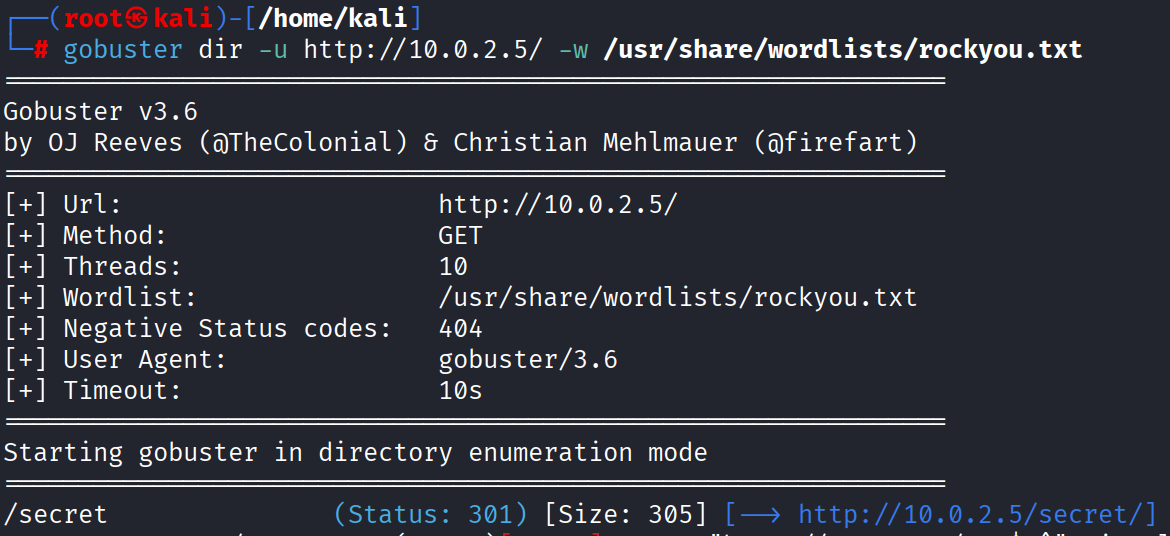 ┌──(root㉿kali)-[/home/kali]
└─# gobuster dir -u http://10.0.2.5/ -w /usr/share/wordlists/rockyou.txt
===============================================================
Gobuster v3.6
by OJ Reeves (@TheColonial) & Christian Mehlmauer (@firefart)
===============================================================
[+] Url:                     http://10.0.2.5/
[+] Method:                  GET
[+] Threads:                 10
[+] Wordlist:                /usr/share/wordlists/rockyou.txt
[+] Negative Status codes:   404
[+] User Agent:              gobuster/3.6
[+] Timeout:                 10s
===============================================================
Starting gobuster in directory enumeration mode
===============================================================
/secret               (Status: 301) [Size: 305] [--> http://10.0.2.5/secret/]